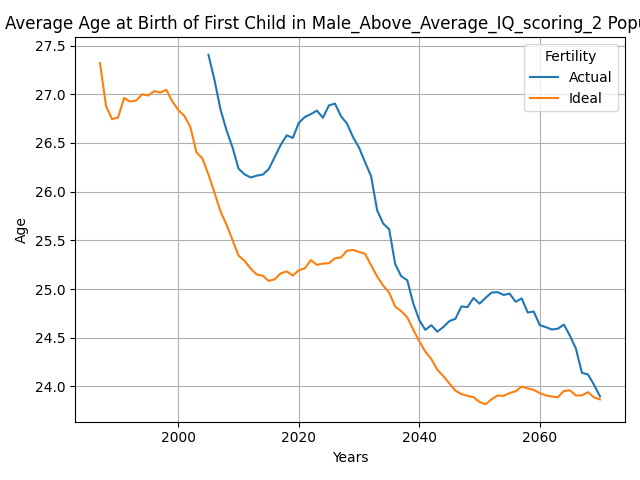 Average Age at Birth of First Child in Male_Above_Average_IQ_scoring_2 Popu
Fertility
Actual
Ideal
27.5
27.0
26.5
26.0
25.5
25.0
24.5
24.0
Age
2000
2020
2040
2060
Years